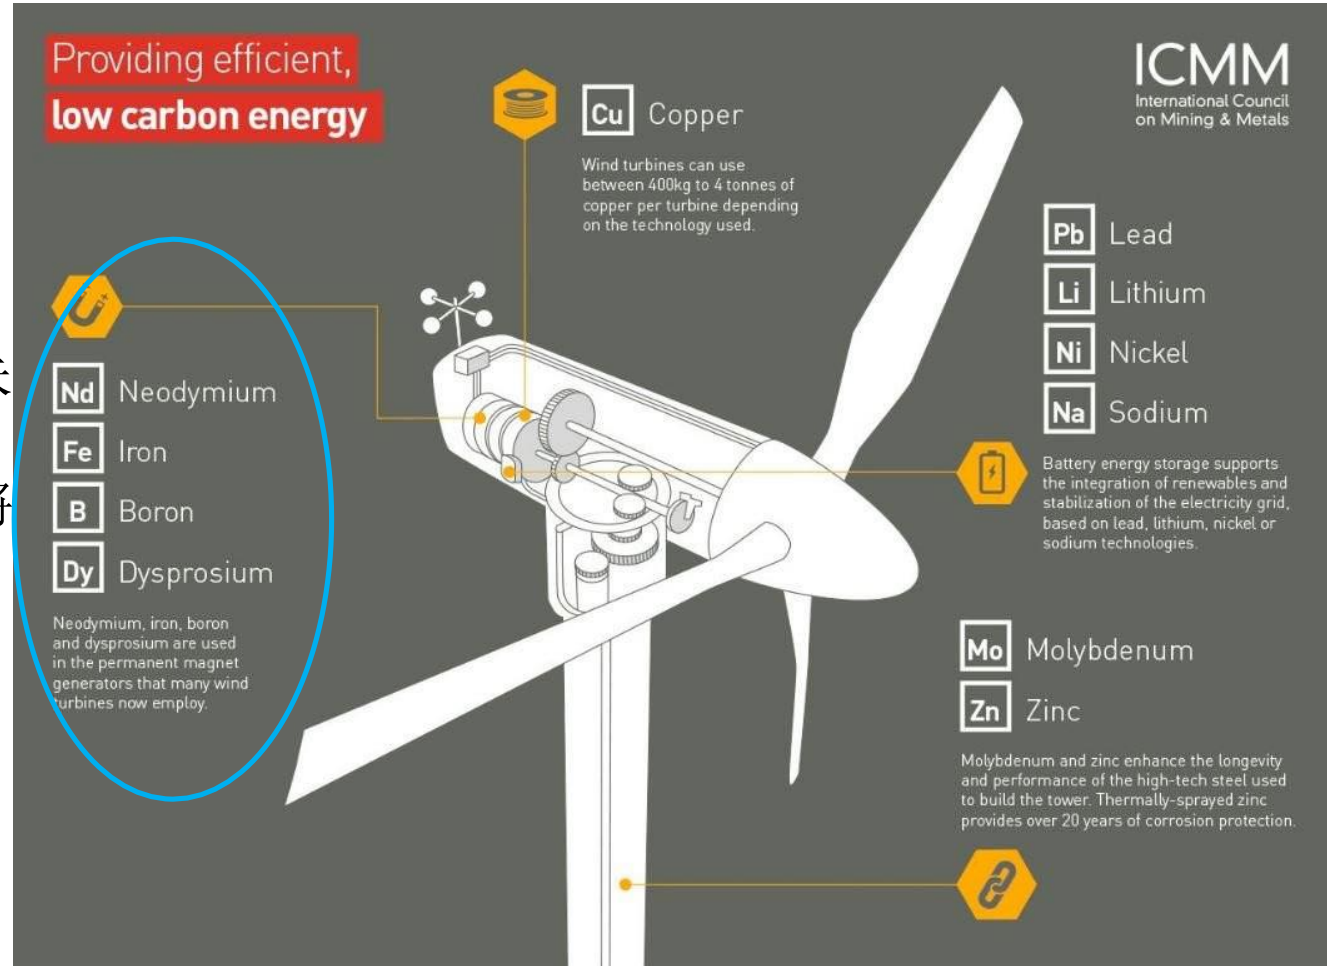 Providing efficient,
low carbon energy
ICMM
International Council
on Mining & Metals
Cu Copper
Wind turbines can use
between 400kg to 4 tonnes of
copper per turbine depending
on the technology used.
Nd Neodymium
Fe Iron
B Boron
Dy Dysprosium
Neodymium, iron, boron
and dysprosium are used
in the permanent magnet
generators that many wind
turbines now employ.
Pb Lead
Li Lithium
Ni Nickel
Na Sodium
Battery energy storage supports
the integration of renewables and
stabilization of the electricity grid,
based on lead, lithium, nickel or
sodium technologies.
Mo Molybdenum
Zn Zinc
Molybdenum and zinc enhance the longevity
and performance of the high-tech steel used
to build the tower. Thermally-sprayed zinc
provides over 20 years of corrosion protection.